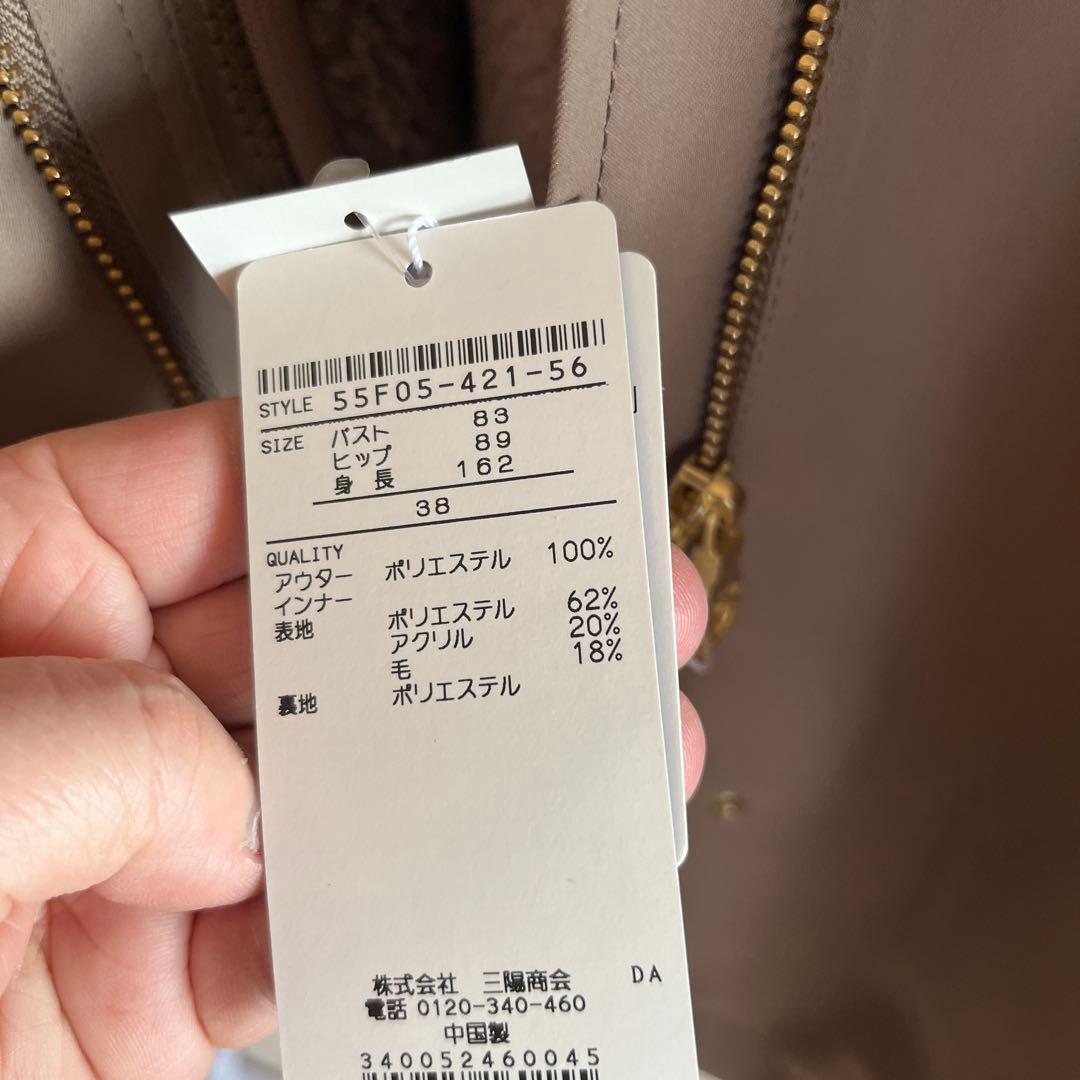 STYLE 55F05-421-56
SIZE バスト 83
ヒップ 89
身長 162
38
QUALITY
アウター ポリエステル 100%
インナー
表地 ポリエステル 62%
アクリル 20%
毛 18%
裏地 ポリエステル
株式会社 三陽商会 DA
電話 0120-340-460
中国製
340052460045